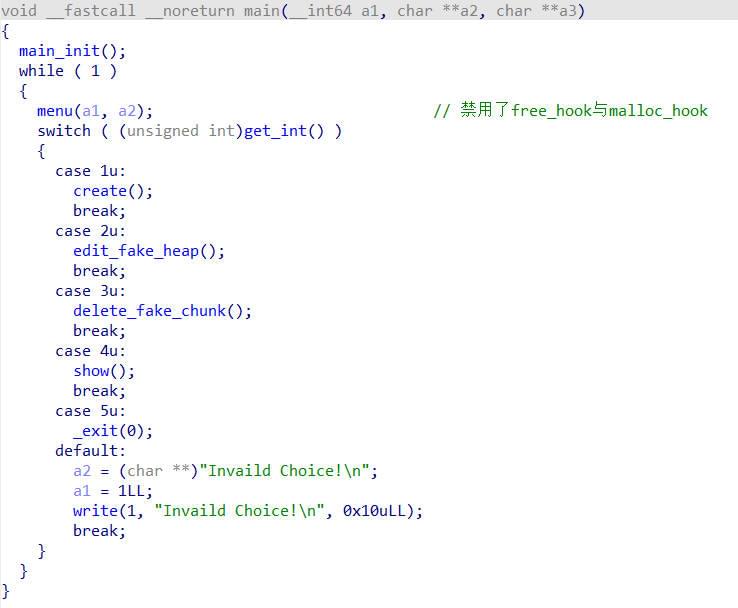 void __fastcall __noreturn main(__int64 a1, char **a2, char **a3)
{
  main_init();
  while ( 1 )
  {
    menu(a1, a2);                               // 禁用了free_hook与malloc_hook
    switch ( (unsigned int)get_int() )
    {
      case 1u:
        create();
        break;
      case 2u:
        edit_fake_heap();
        break;
      case 3u:
        delete_fake_chunk();
        break;
      case 4u:
        show();
        break;
      case 5u:
        _exit(0);
      default:
        a2 = (char **)"Invaild Choice!\n";
        a1 = 1LL;
        write(1, "Invaild Choice!\n", 0x10uLL);
        break;
    }
  }
}